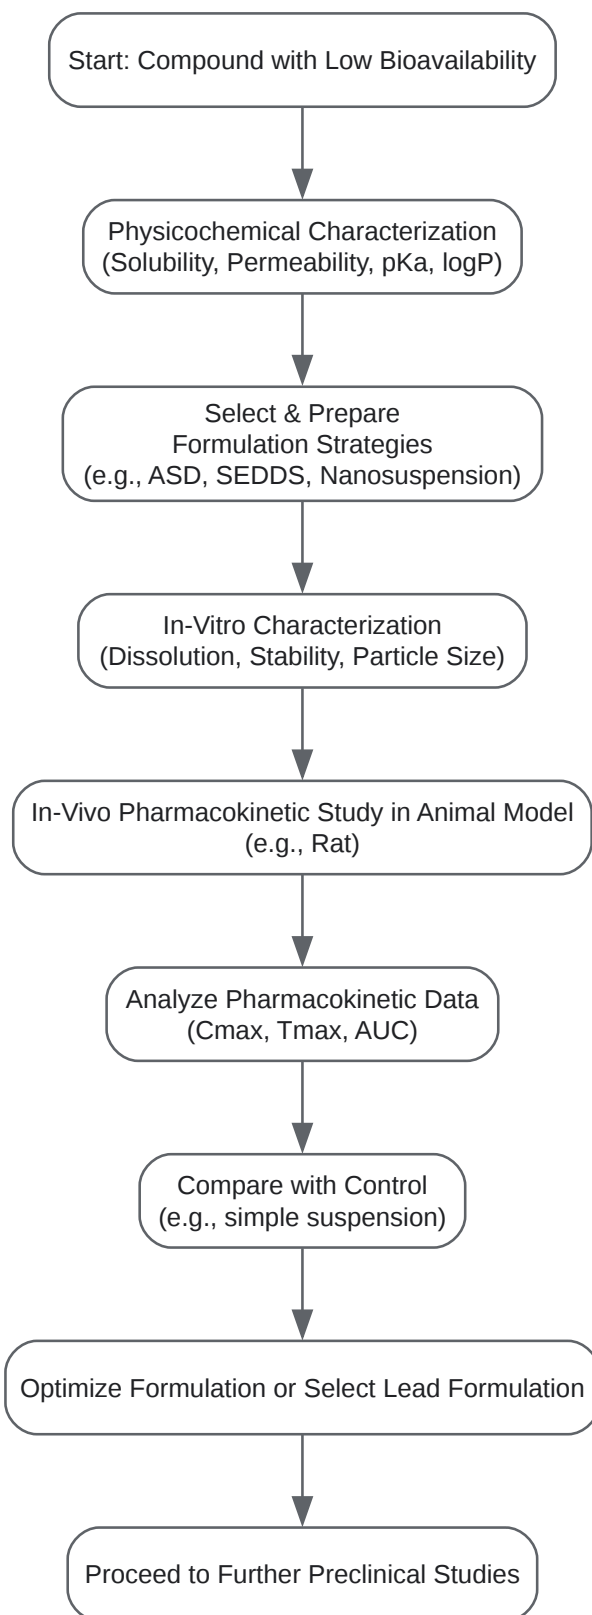 Start: Compound with Low Bioavailability
Physicochemical Characterization
(Solubility, Permeability, pKa, logP)
Select & Prepare
Formulation Strategies
(e.g., ASD, SEDDS, Nanosuspension)
In-Vitro Characterization
(Dissolution, Stability, Particle Size)
In-Vivo Pharmacokinetic Study in Animal Model
(e.g., Rat)
Analyze Pharmacokinetic Data
(Cmax, Tmax, AUC)
Compare with Control
(e.g., simple suspension)
Optimize Formulation or Select Lead Formulation
Proceed to Further Preclinical Studies